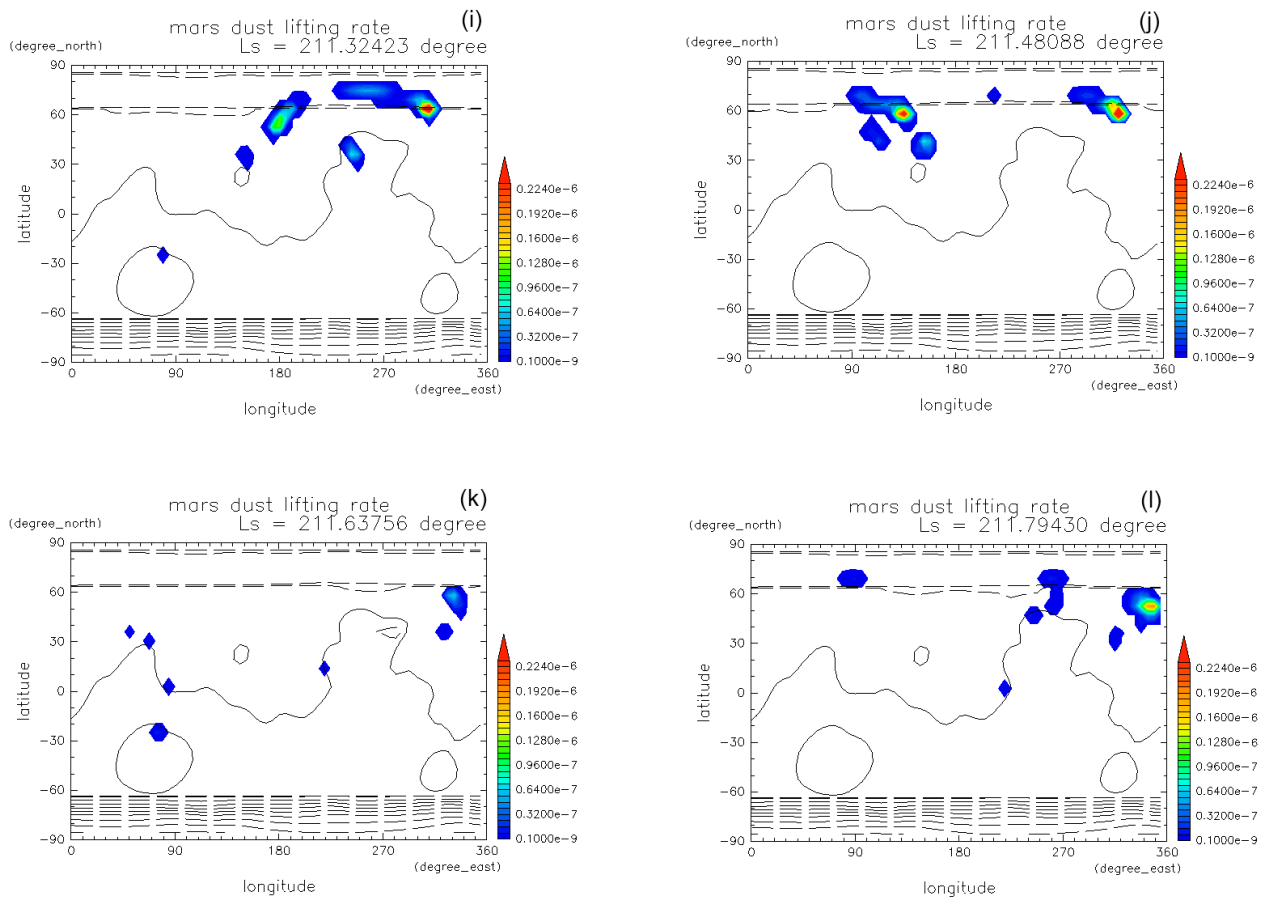 (i)
mars dust lifting rate
(degree_north)
Ls = 211.32423 degree
90
60
30
0
−30
−60
−90
latitude
0
90
180
270
360
(degree_east)
longitude
0.2240e−6
0.1920e−6
0.1600e−6
0.1280e−6
0.9600e−7
0.6400e−7
0.3200e−7
0.1000e−9
(j)
mars dust lifting rate
(degree_north)
Ls = 211.48088 degree
90
60
30
0
−30
−60
−90
latitude
0
90
180
270
360
(degree_east)
longitude
0.2240e−6
0.1920e−6
0.1600e−6
0.1280e−6
0.9600e−7
0.6400e−7
0.3200e−7
0.1000e−9
(k)
mars dust lifting rate
(degree_north)
Ls = 211.63756 degree
90
60
30
0
−30
−60
−90
latitude
0
90
180
270
360
(degree_east)
longitude
0.2240e−6
0.1920e−6
0.1600e−6
0.1280e−6
0.9600e−7
0.6400e−7
0.3200e−7
0.1000e−9
(l)
mars dust lifting rate
(degree_north)
Ls = 211.79430 degree
90
60
30
0
−30
−60
−90
latitude
0
90
180
270
360
(degree_east)
longitude
0.2240e−6
0.1920e−6
0.1600e−6
0.1280e−6
0.9600e−7
0.6400e−7
0.3200e−7
0.1000e−9